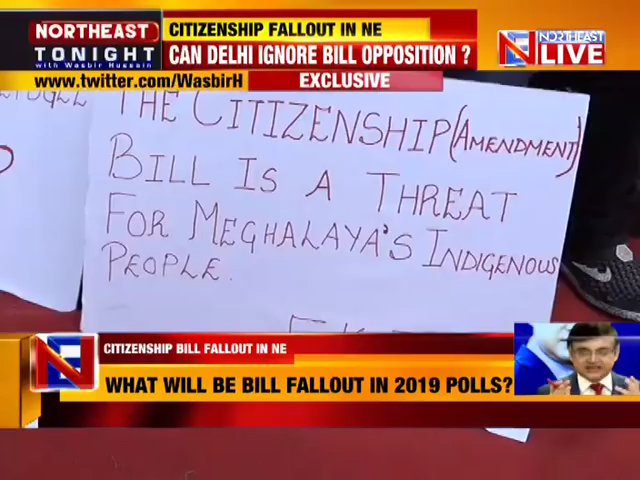 NORTHEAST
TONIGHT
with Wasbir Hussain
CITIZENSHIP FALLOUT IN NE
CAN DELHI IGNORE BILL OPPOSITION ?
www.twitter.com/WasbirH
EXCLUSIVE
NE
NORTHEAST
LIVE
THE CITIZENSHIP (AMENDMENT)
BILL IS A THREAT
FOR MEGHALAYA'S INDIGENOUS
PEOPLE.
NE
CITIZENSHIP BILL FALLOUT IN NE
WHAT WILL BE BILL FALLOUT IN 2019 POLLS?